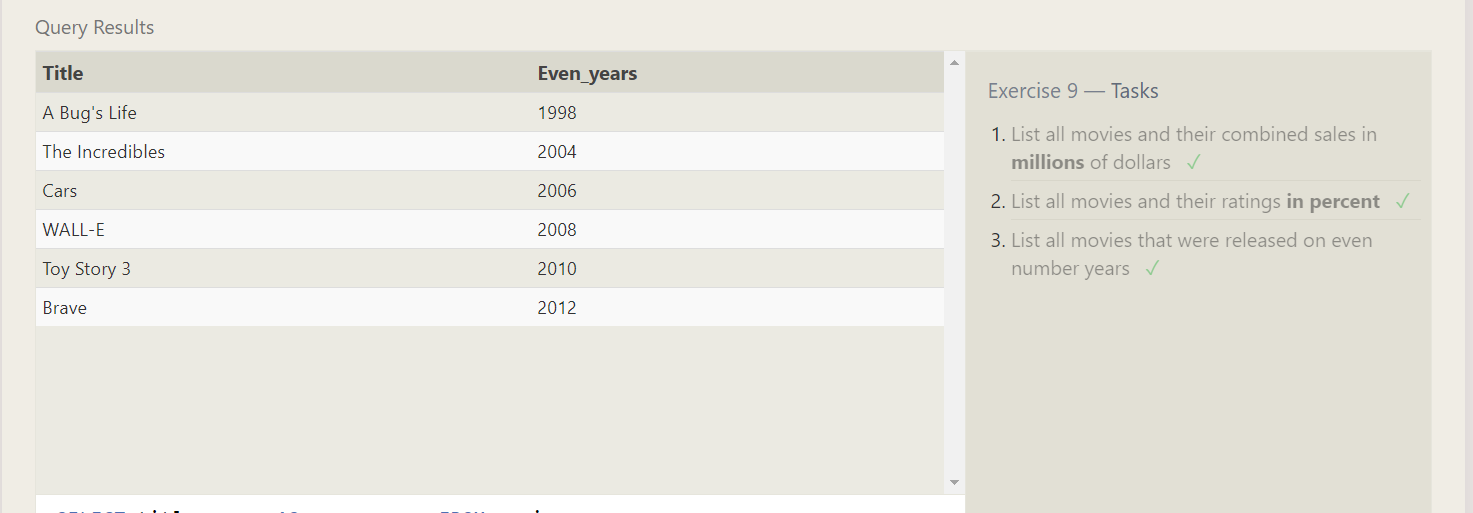 Query Results
Title Even_years
A Bug's Life 1998
The Incredibles 2004
Cars 2006
WALL-E 2008
Toy Story 3 2010
Brave 2012
Exercise 9 — Tasks
1. List all movies and their combined sales in
millions of dollars ✓
2. List all movies and their ratings in percent ✓
3. List all movies that were released on even
number years ✓